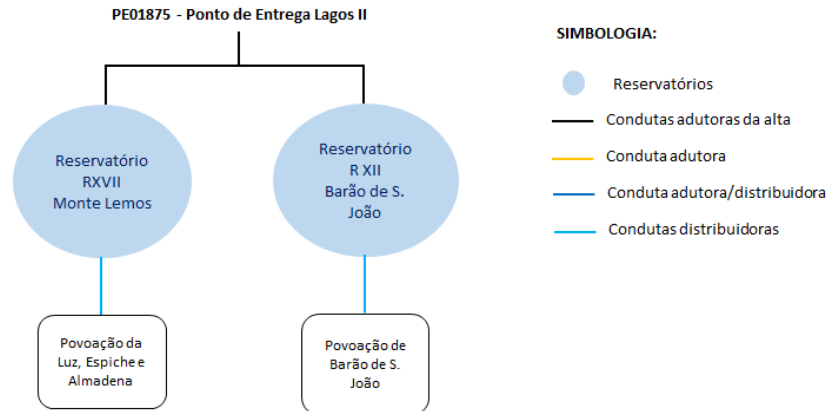 PE01875 - Ponto de Entrega Lagos II
Reservatório
RXVII
Monte Lemos
Reservatório
R XII
Barão de S.
João
Povoação da
Luz, Espiche e
Almadena
Povoação de
Barão de S.
João
SIMBOLOGIA:
Reservatórios
Condutas adutoras da alta
Conduta adutora
Conduta adutora/distribuidora
Condutas distribuidoras